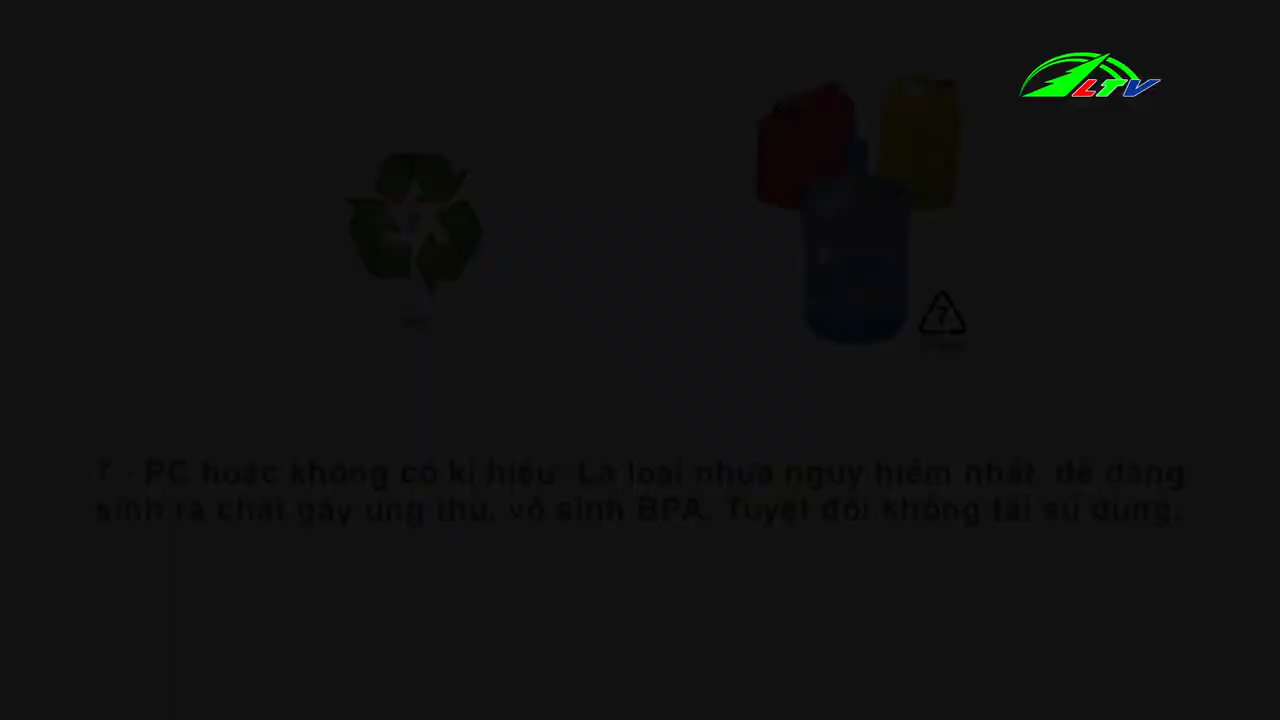 LTV
7
7 - PC hoặc không có kí hiệu: Là loại nhựa nguy hiểm nhất, dễ dàng
sinh ra chất gây ung thư, vô sinh BPA. Tuyệt đối không tái sử dụng.